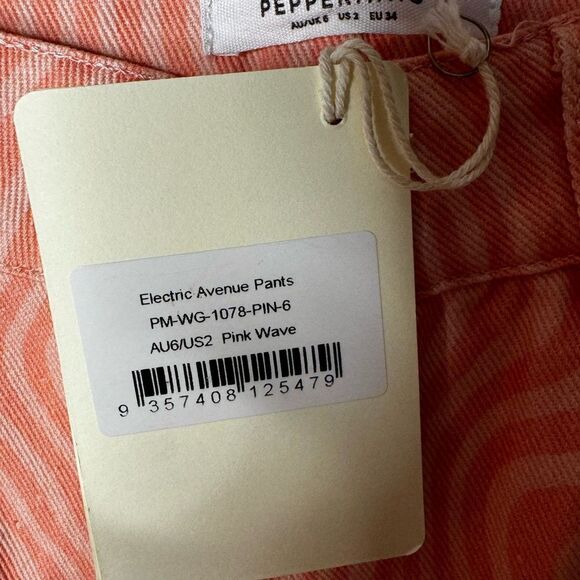 AU/UK 6 US 2 EU 34
Electric Avenue Pants
PM-WG-1078-PIN-6
AU6/US2 Pink Wave
9 357408 125479